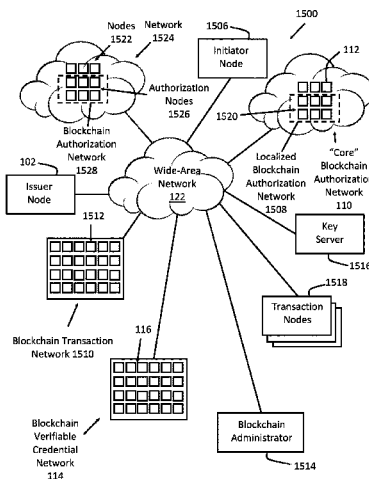 Nodes
1522
Network
1524
1506
1500
Initiator
Node
112
Authorization
Nodes
1526
1520
Blockchain
Authorization
Network
1528
102
Issuer
Node
1512
Wide-Area
Network
122
Localized
Blockchain
Authorization
Network
1508
"Core"
Blockchain
Authorization
Network
110
Key
Server
1516
1518
Transaction
Nodes
Blockchain Transaction
Network 1510
116
Blockchain
Verifiable
Credential
Network
114
Blockchain
Administrator
1514